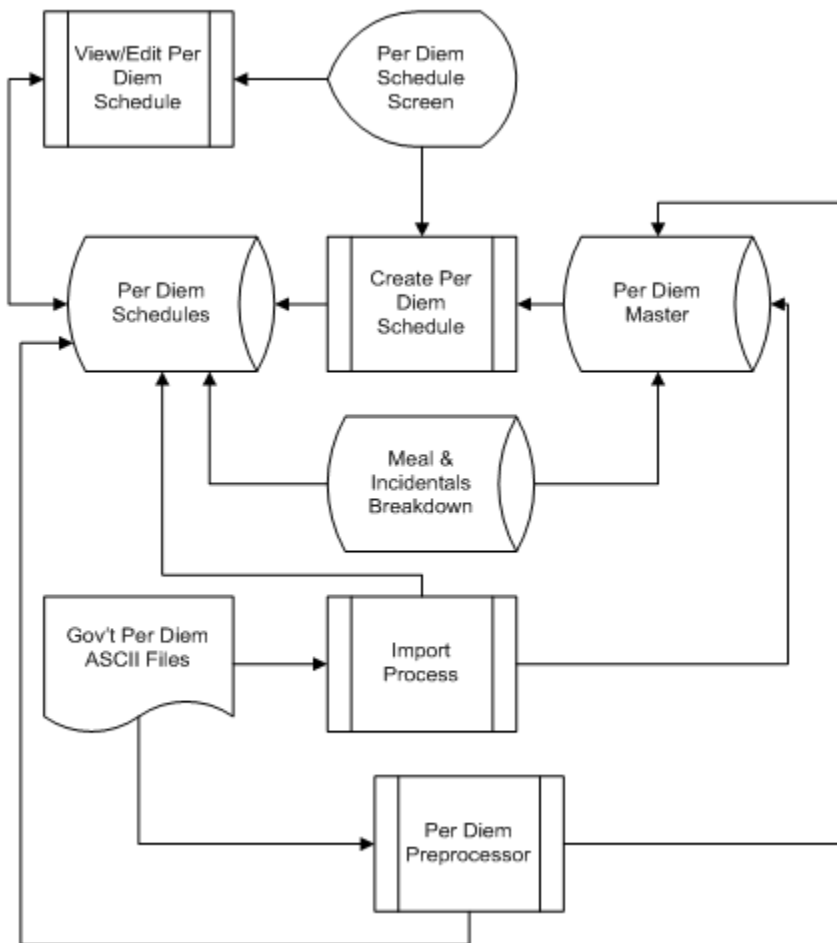 View/Edit Per
Diem
Schedule
Per Diem
Schedule
Screen
Per Diem
Schedules
Create Per
Diem
Schedule
Per Diem
Master
Meal &
Incidentals
Breakdown
Gov't Per Diem
ASCII Files
Import
Process
Per Diem
Preprocessor